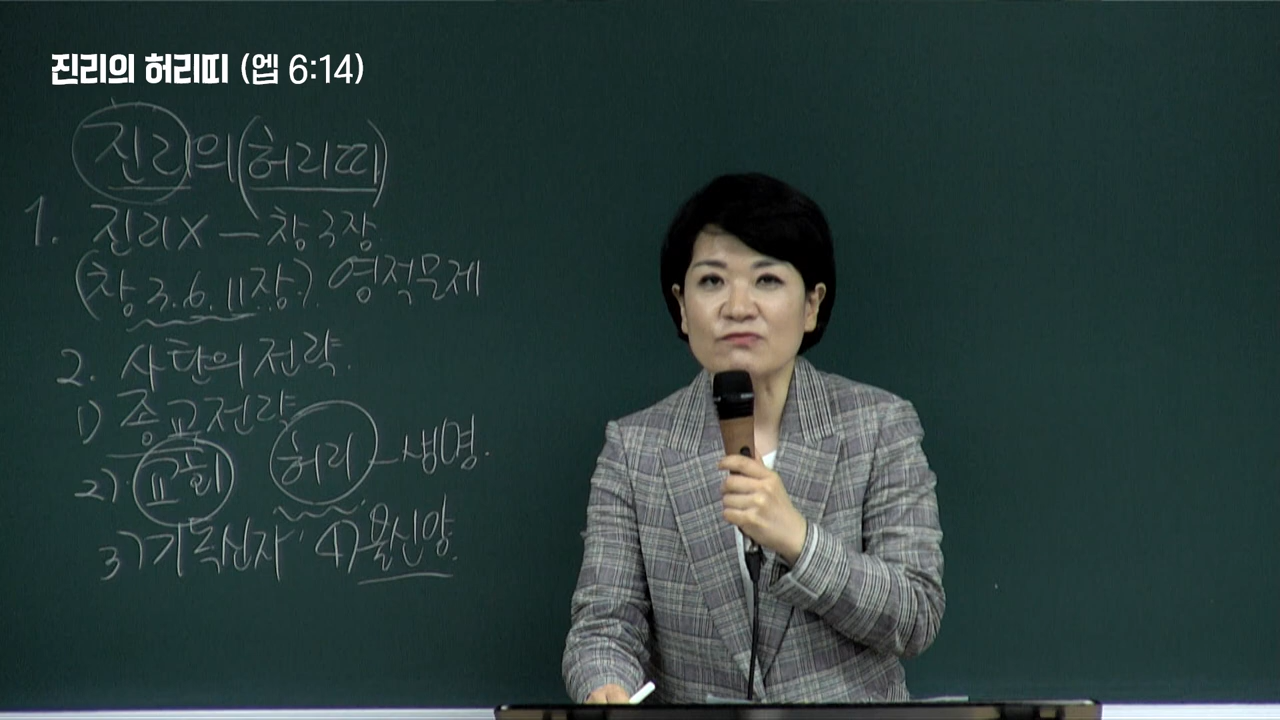 진리의 허리띠 (엡 6:14)
진리의 (허리띠)
1. 진리X - 창3장
(창3.6.11장) 영적문제
2. 사단의 전략.
1) 종교전략
2) 교회 허리 - 생명.
3) 기독신자 4) 올신앙.